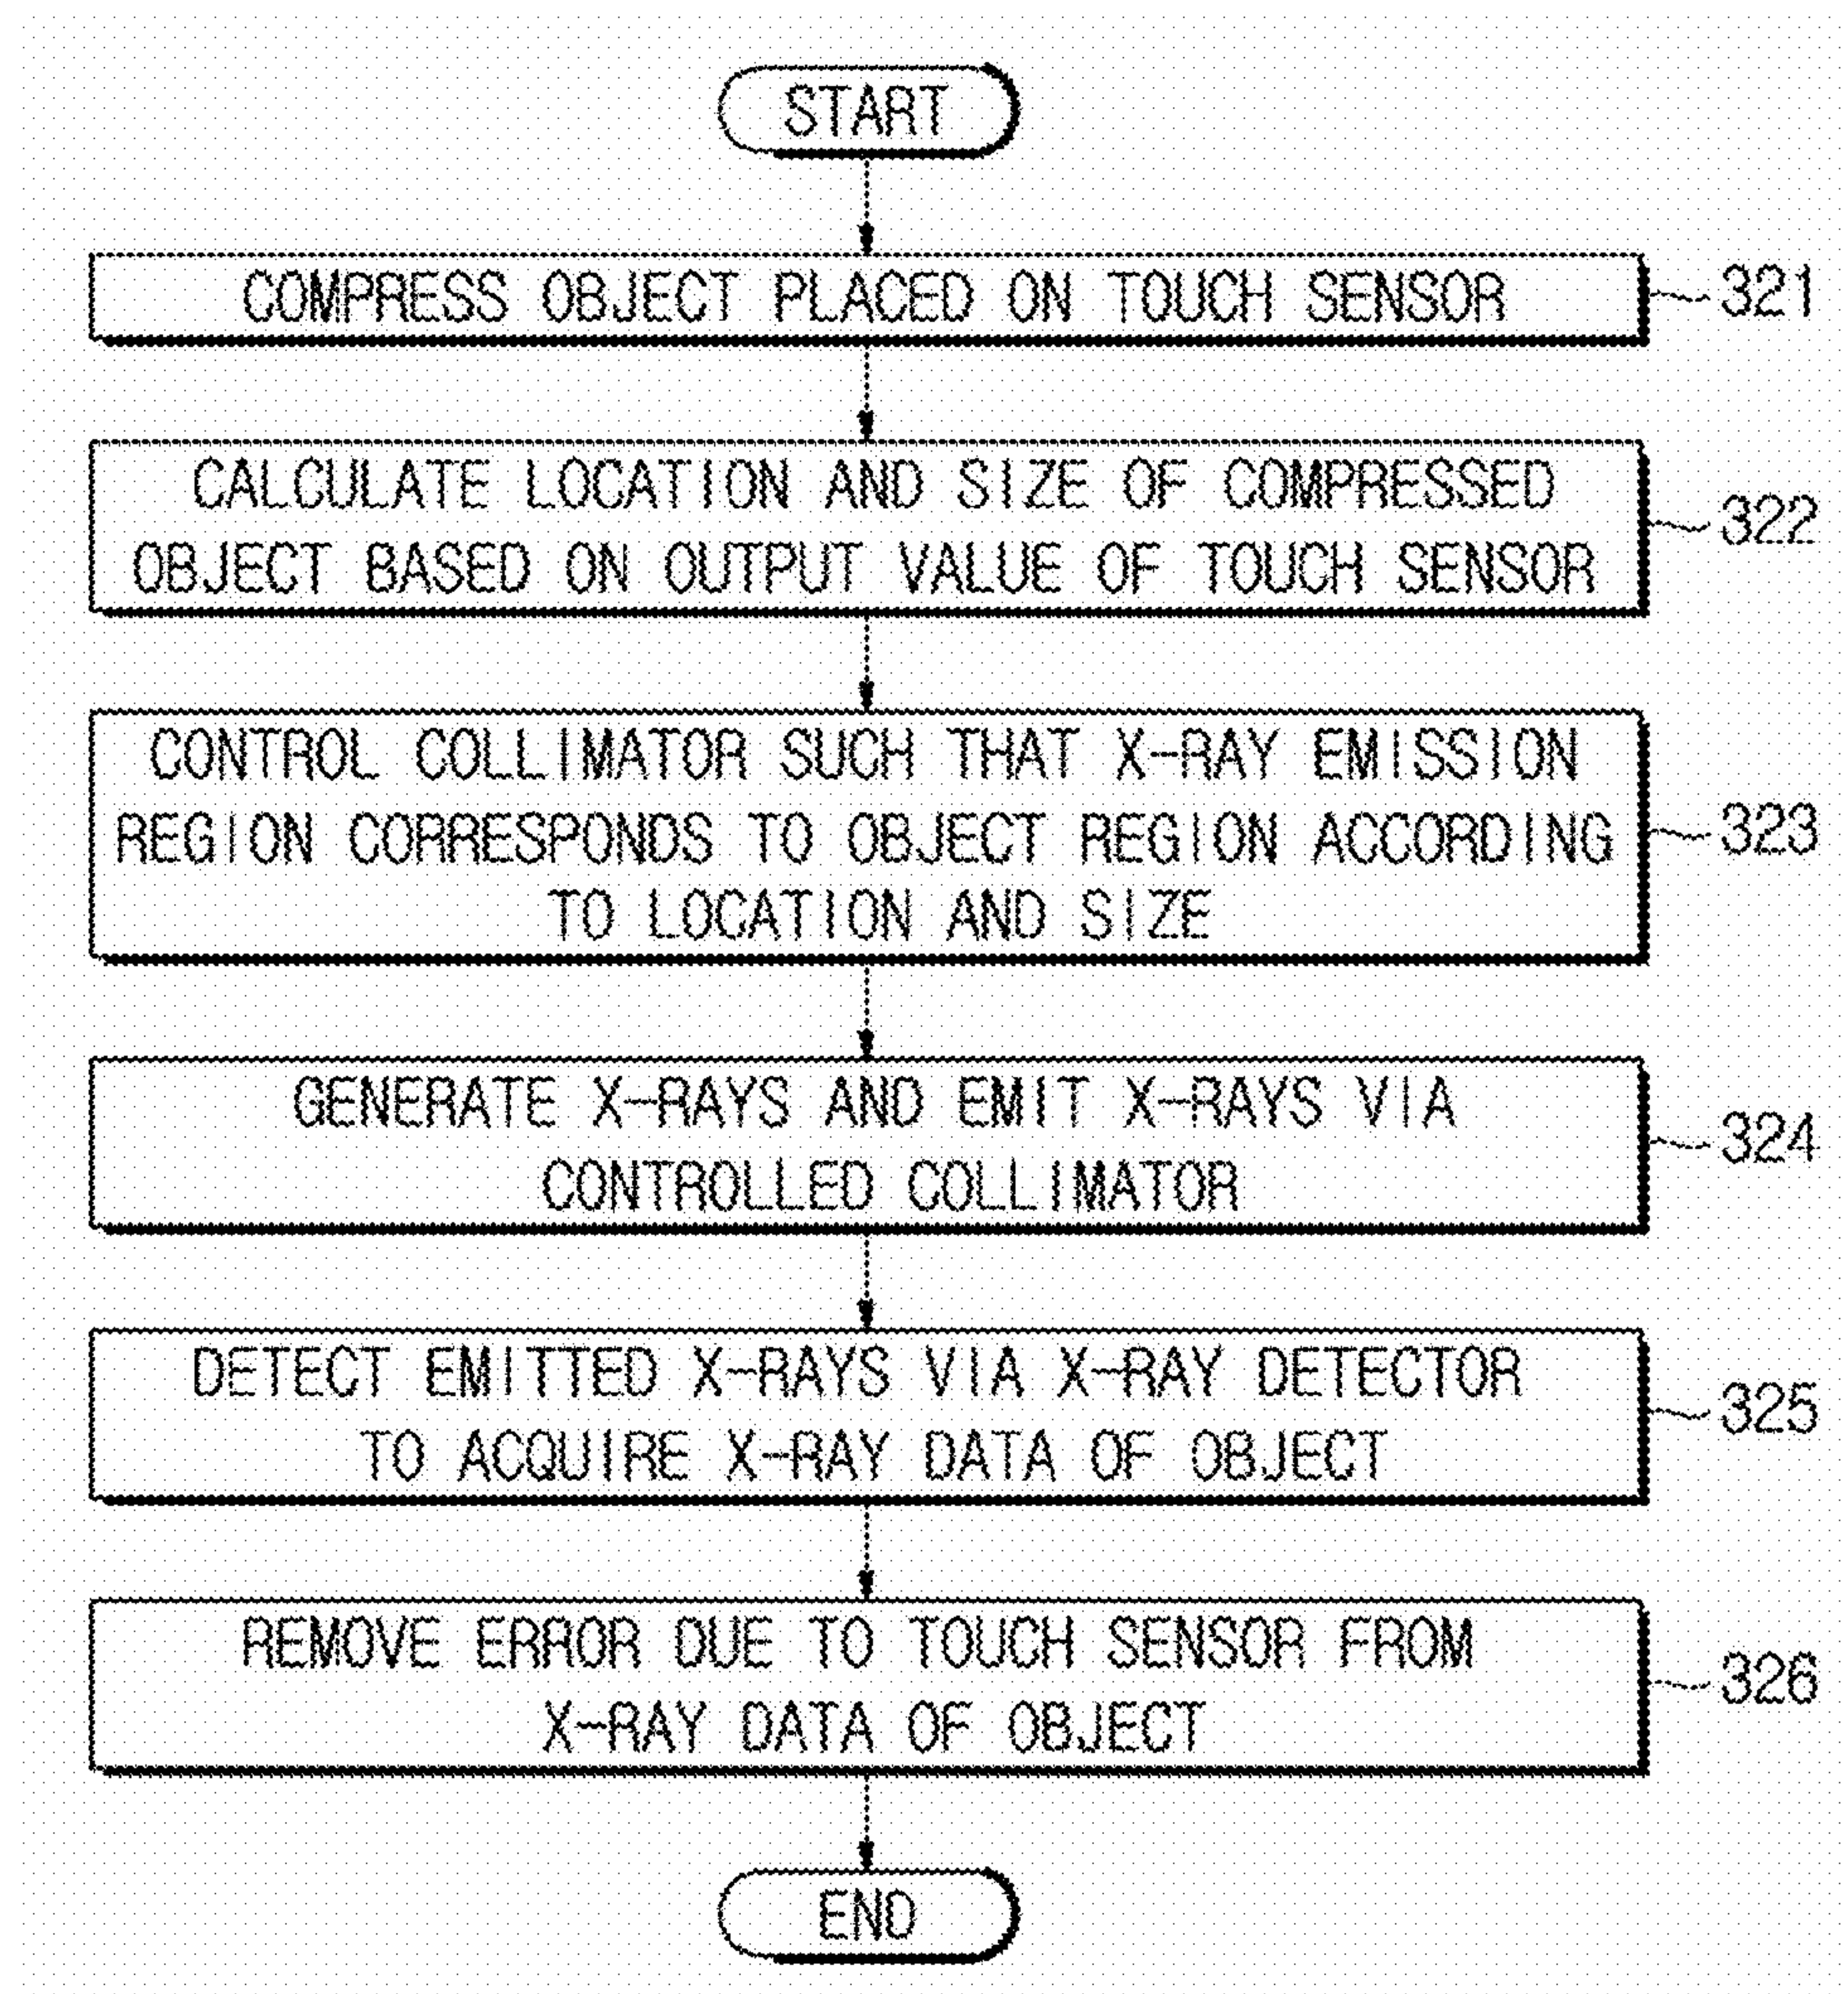 START
COMPRESS OBJECT PLACED ON TOUCH SENSOR
321
CALCULATE LOCATION AND SIZE OF COMPRESSED
OBJECT BASED ON OUTPUT VALUE OF TOUCH SENSOR
322
CONTROL COLLIMATOR SUCH THAT X-RAY EMISSION
REGION CORRESPONDS TO OBJECT REGION ACCORDING
TO LOCATION AND SIZE
323
GENERATE X-RAYS AND EMIT X-RAYS VIA
CONTROLLED COLLIMATOR
324
DETECT EMITTED X-RAYS VIA X-RAY DETECTOR
TO ACQUIRE X-RAY DATA OF OBJECT
325
REMOVE ERROR DUE TO TOUCH SENSOR FROM
X-RAY DATA OF OBJECT
326
END